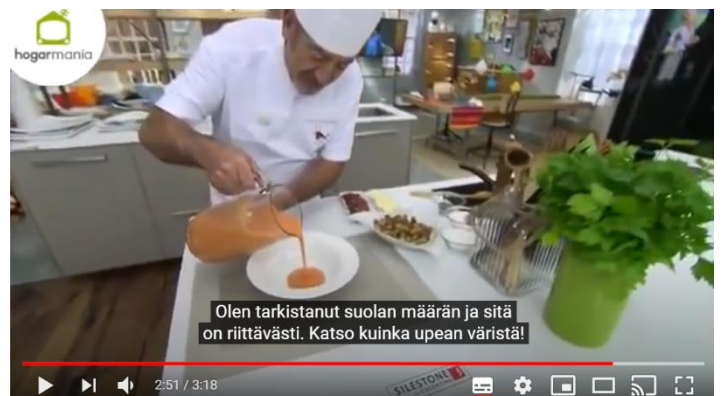 hogarmania
Olen tarkistanut suolan määrän ja sitä
on riittävästi. Katso kuinka upean väristä!
2:51 / 3:18
SILESTONE